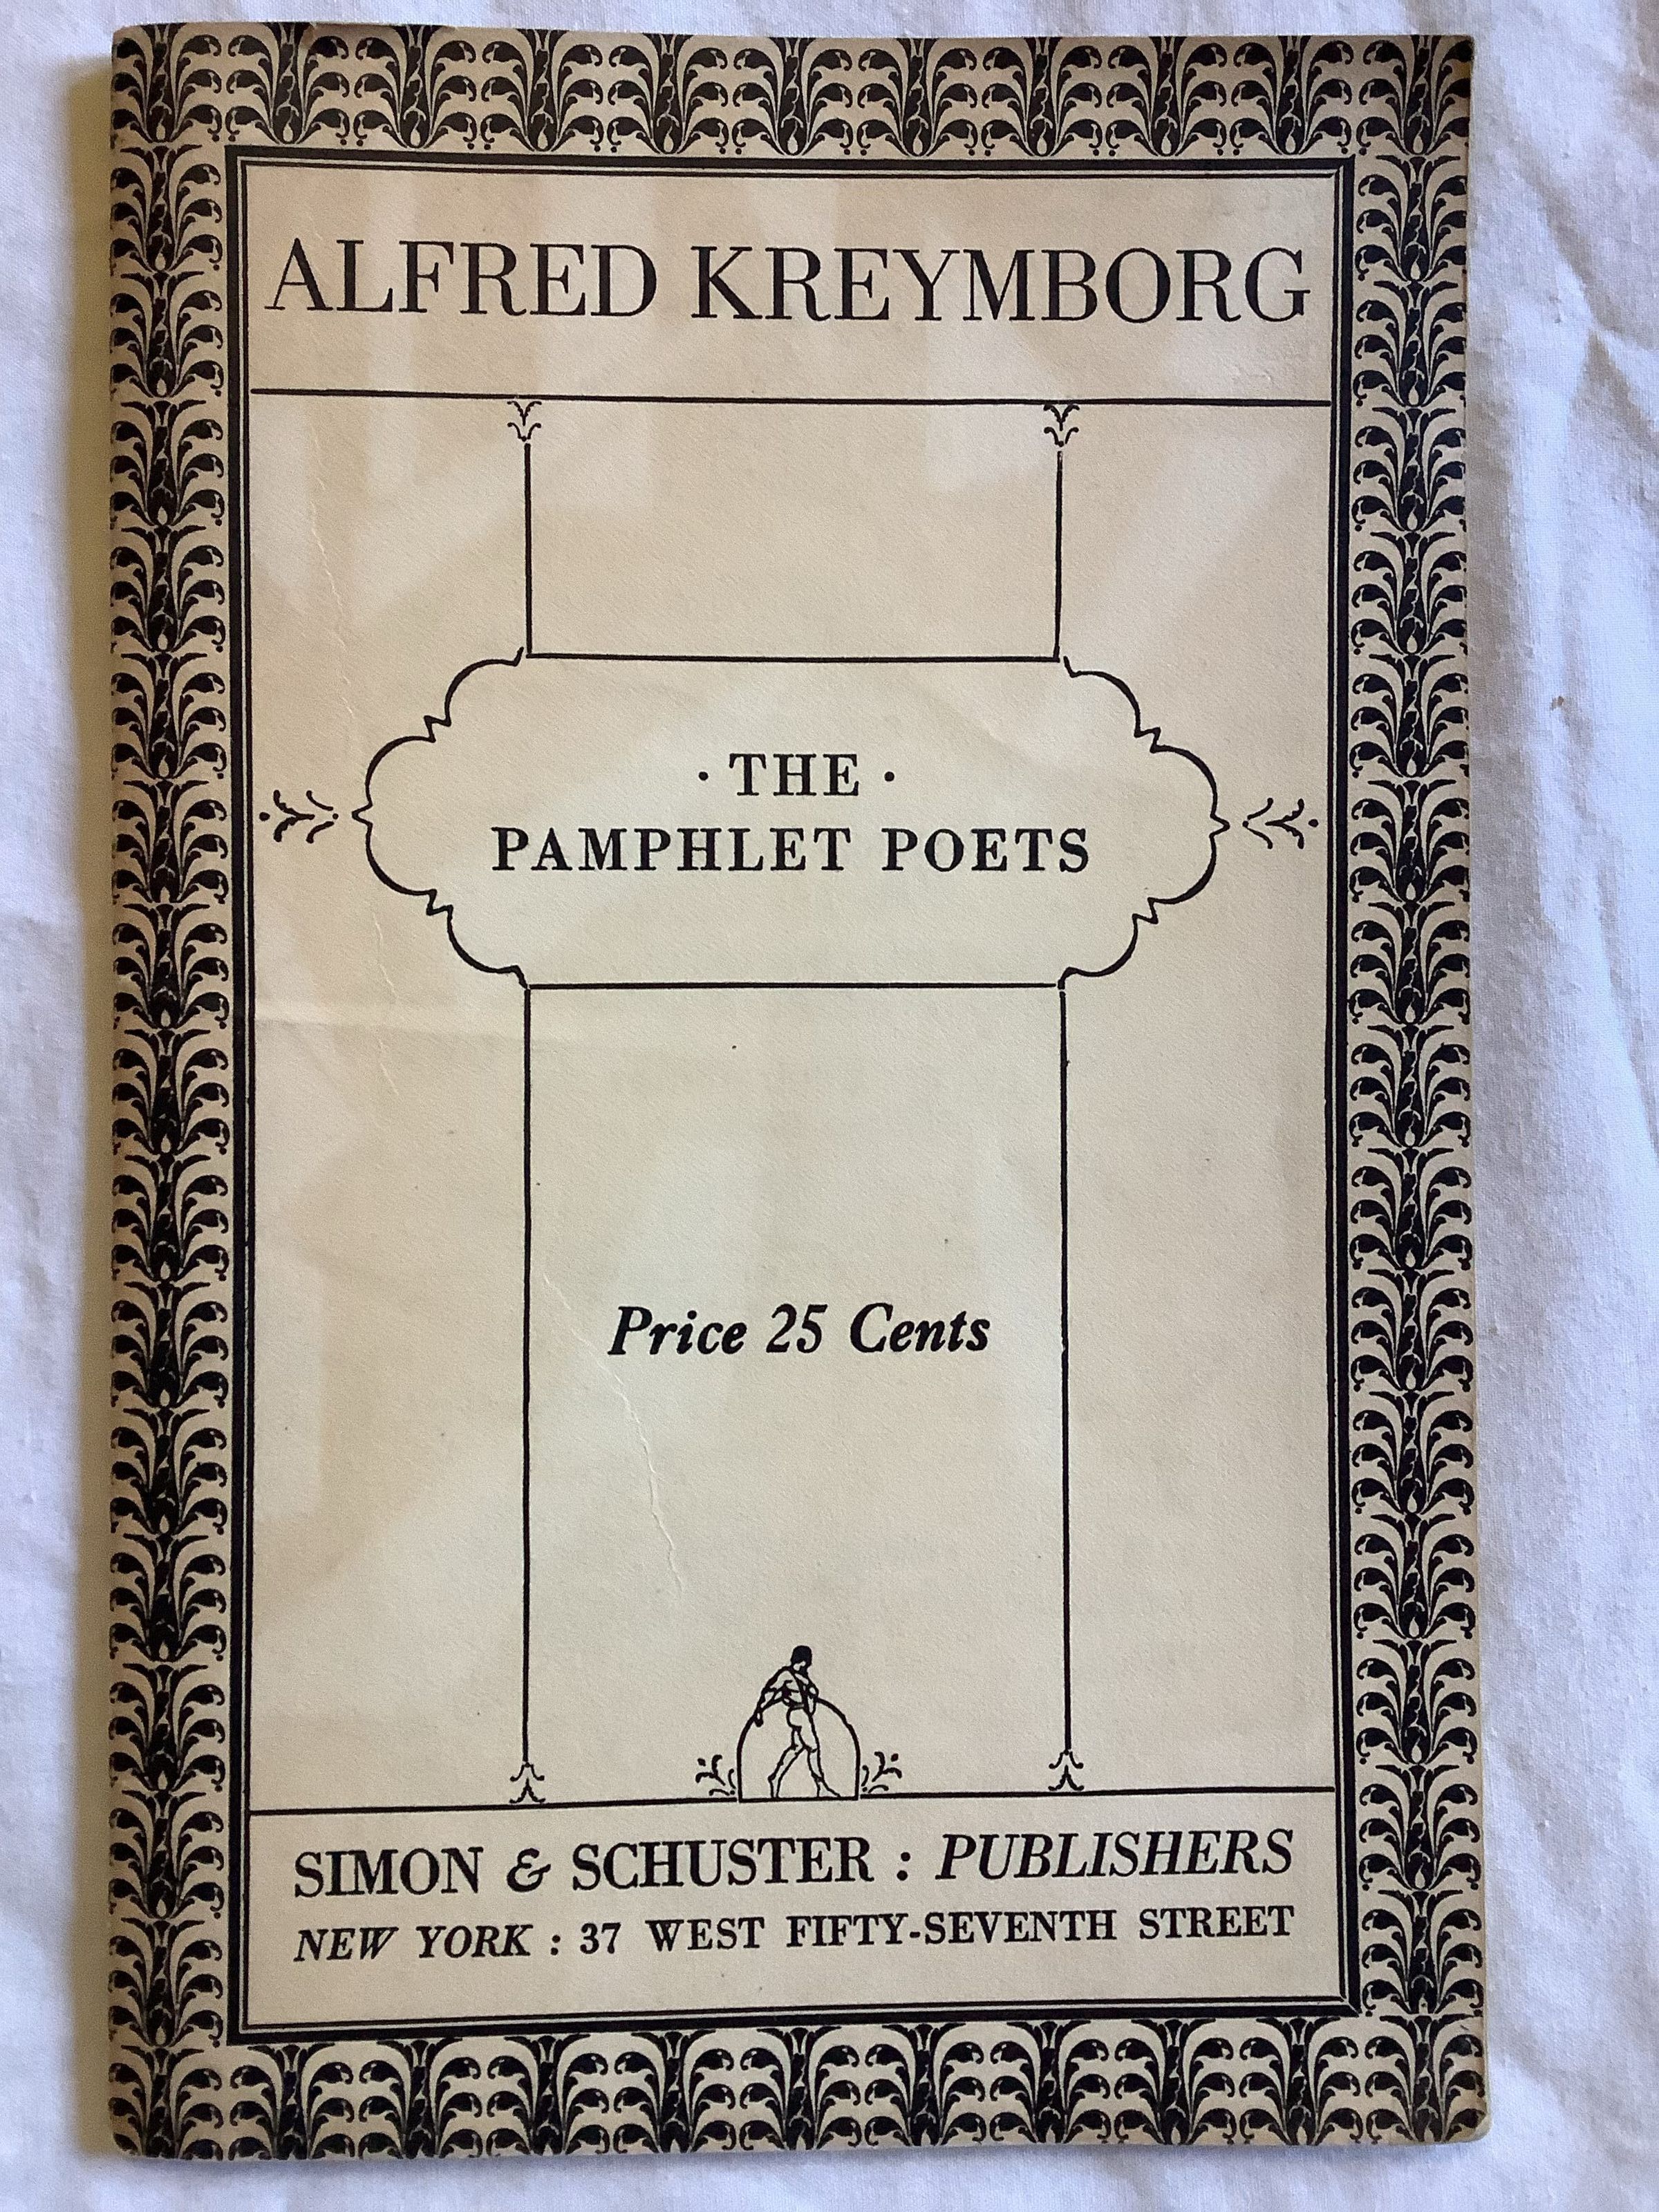 ALFRED KREYMBORG
· THE ·
PAMPHLET POETS
Price 25 Cents
SIMON & SCHUSTER : PUBLISHERS
NEW YORK : 37 WEST FIFTY-SEVENTH STREET